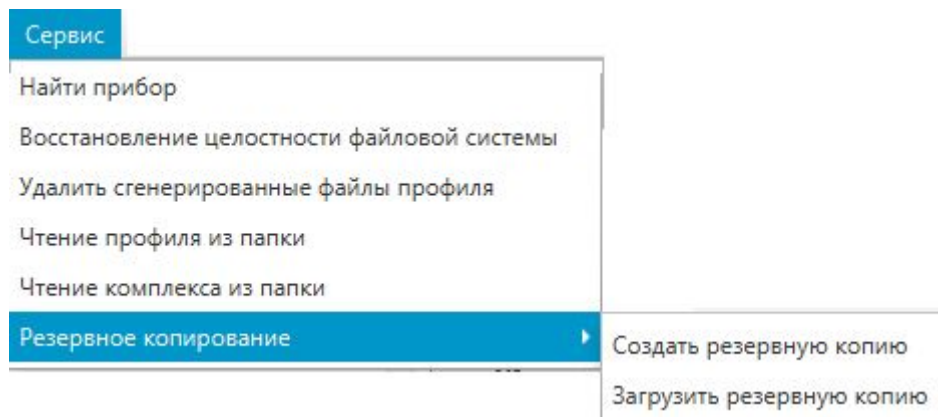 Сервис
Найти прибор
Восстановление целостности файловой системы
Удалить сгенерированные файлы профиля
Чтение профиля из папки
Чтение комплекса из папки
Резервное копирование
Создать резервную копию
Загрузить резервную копию